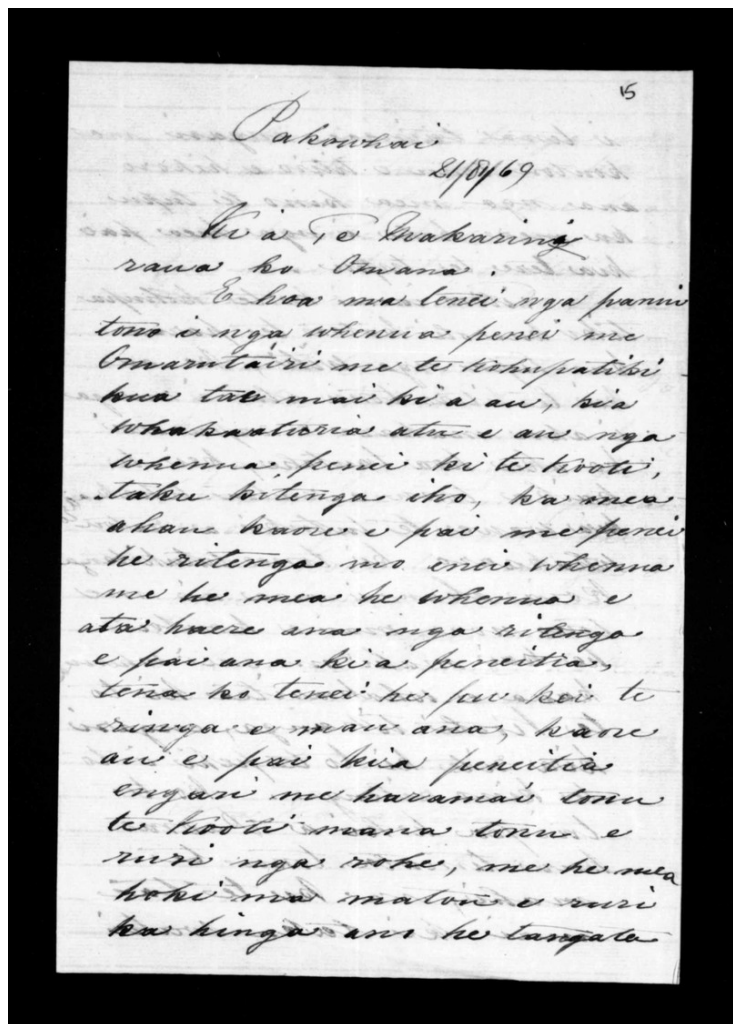 15
Pakowhai
21/8/69
Ki a Te Makarini
raua ko Omana.
E hoa ma tenei nga panui
tono i nga whenua penei me
Omarutairi me te Kohupatiki
kua tae mai ki a au, kia
whakaaturia atu e au nga
whenua penei ki te Kooti,
taku kitenga iho, ka mea
ahau kaore e pai me penei
he ritenga mo enei whenua
me he mea he whenua e
ata haere ana nga ritenga
e pai ana kia peneitia,
tena ko tenei he pu kei te
ringa e mau ana, kaore
au e pai kia peneitia
engari me haramai tonu
te Kooti mana tonu e
ruri nga rohe, me he mea
hoki ma matou e ruri
ka hinga ano he tangata